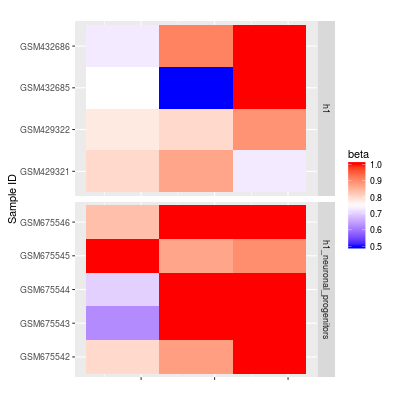 GSM432686
GSM432685
GSM429322
GSM429321
h1
GSM675546
GSM675545
GSM675544
GSM675543
GSM675542
h1_neuronal_progenitors
Sample ID
beta
1.0
0.9
0.8
0.7
0.6
0.5